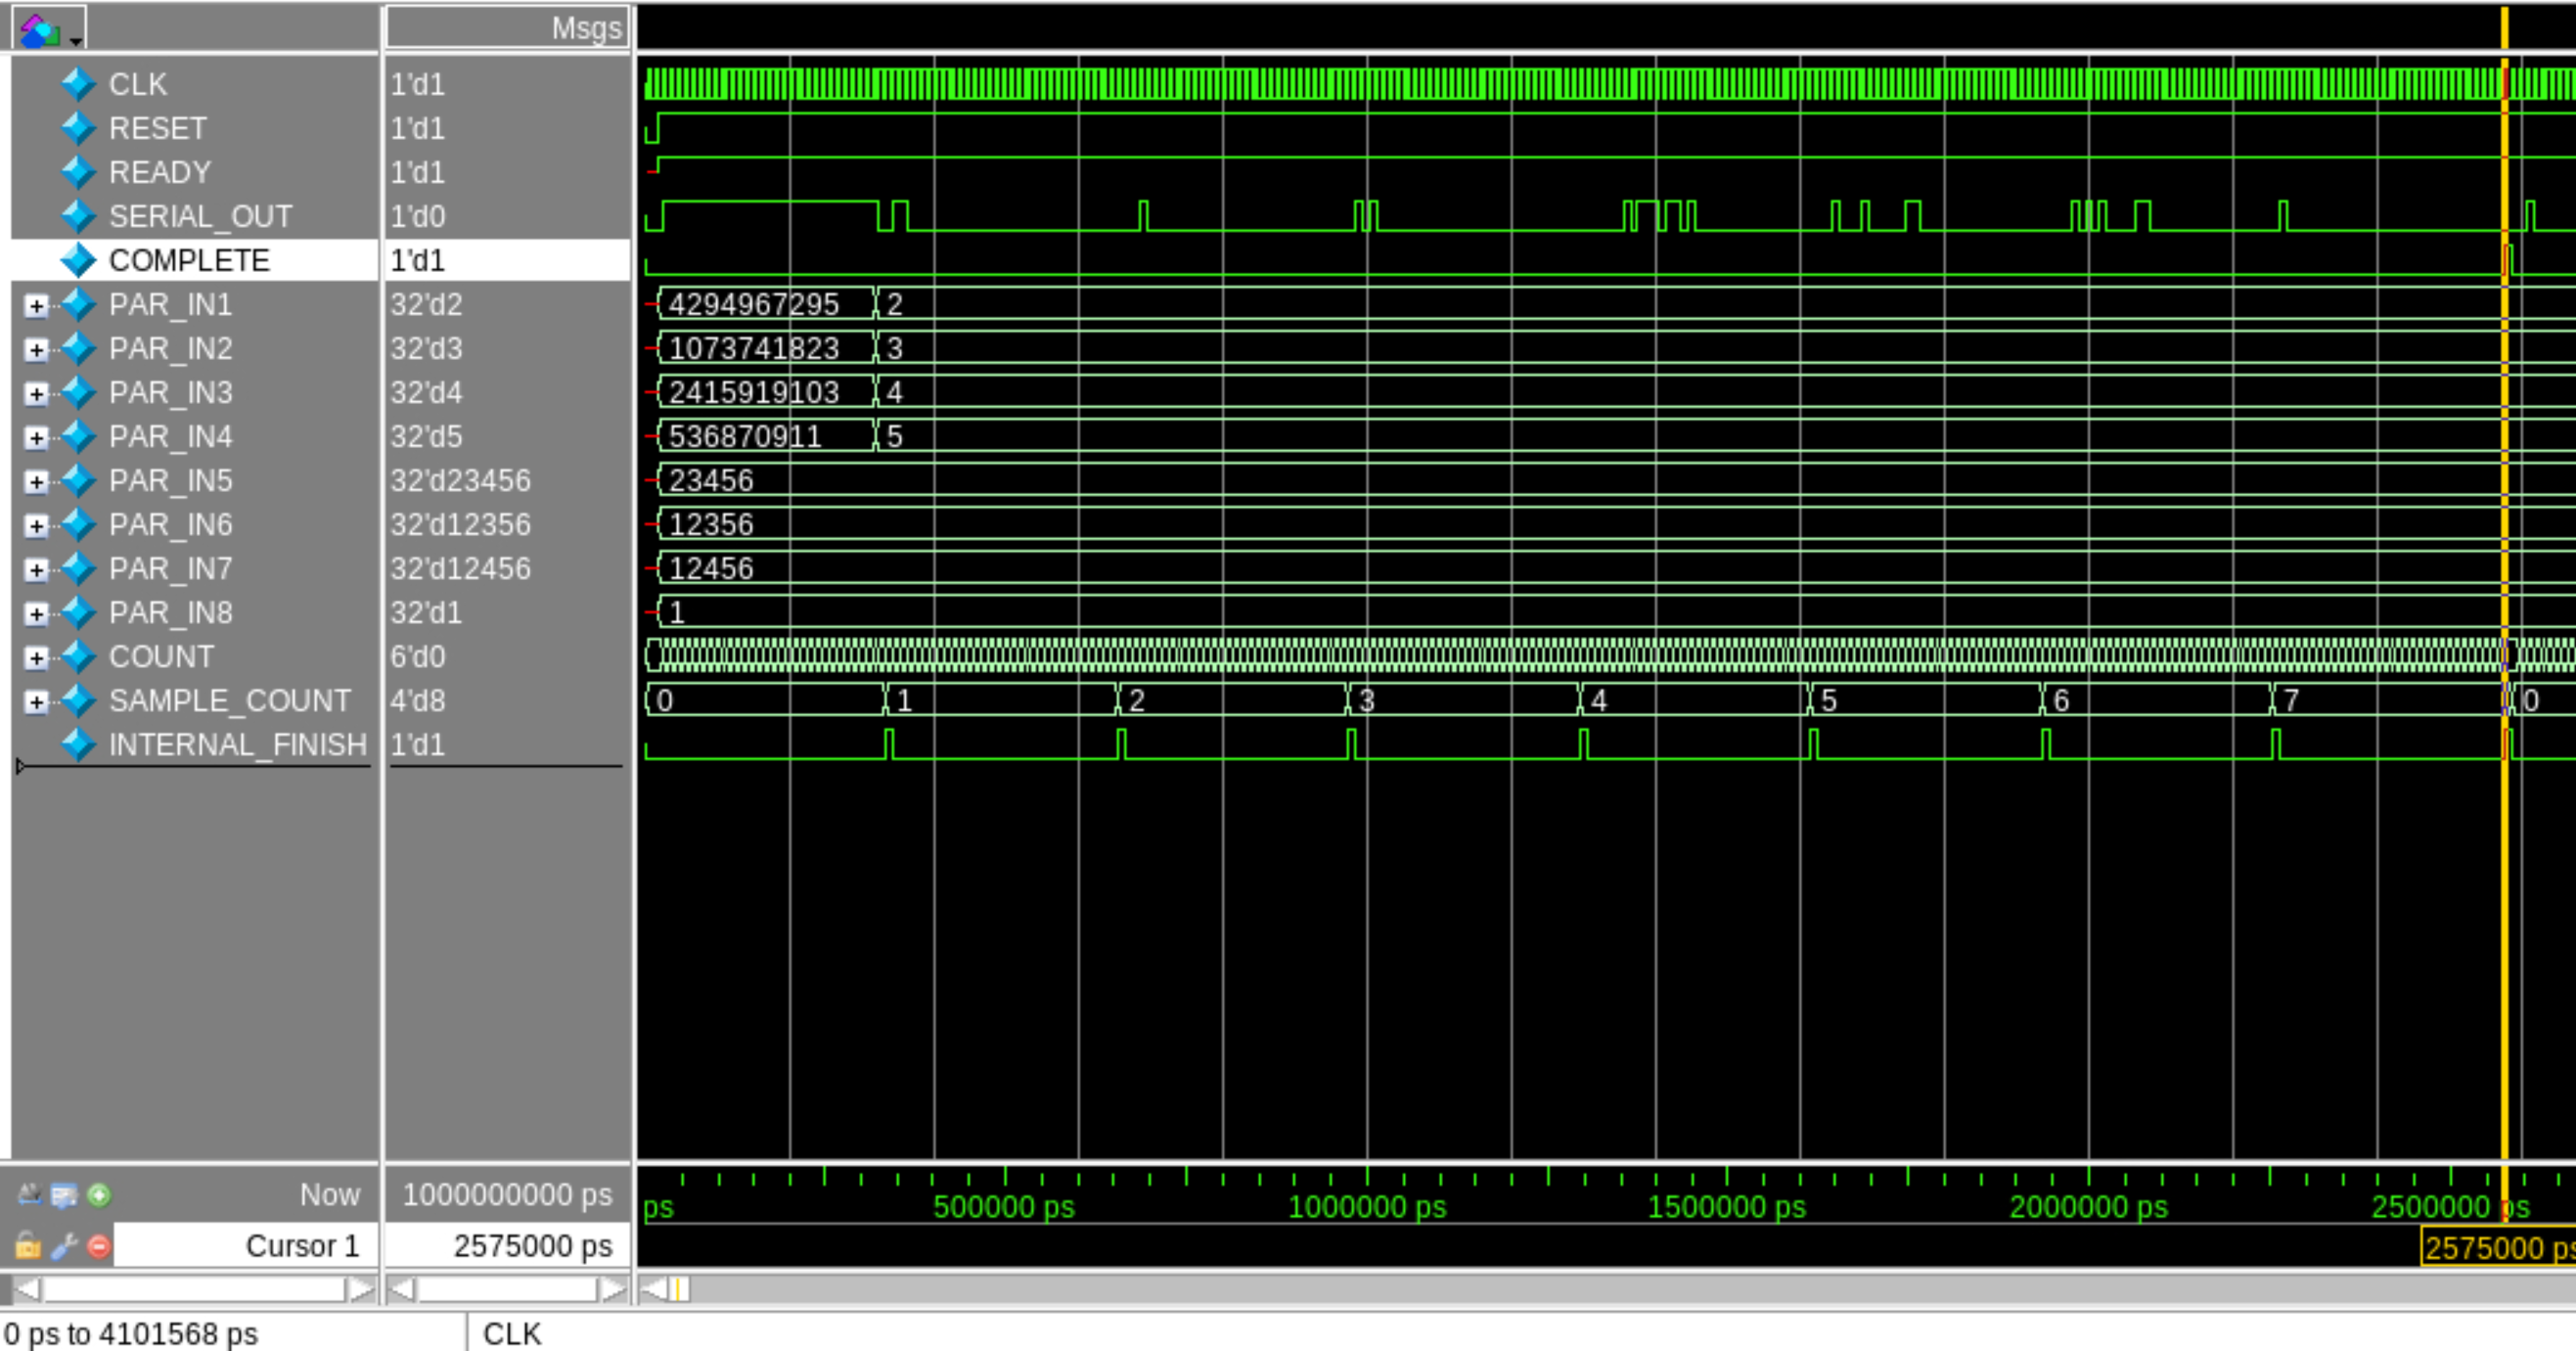 Msgs
CLK 1'd1
RESET 1'd1
READY 1'd1
SERIAL_OUT 1'd0
COMPLETE 1'd1
PAR_IN1 32'd2 4294967295 2
PAR_IN2 32'd3 1073741823 3
PAR_IN3 32'd4 2415919103 4
PAR_IN4 32'd5 536870911 5
PAR_IN5 32'd23456 23456
PAR_IN6 32'd12356 12356
PAR_IN7 32'd12456 12456
PAR_IN8 32'd1 1
COUNT 6'd0
SAMPLE_COUNT 4'd8 0 1 2 3 4 5 6 7 0
INTERNAL_FINISH 1'd1
Now 1000000000 ps ps 500000 ps 1000000 ps 1500000 ps 2000000 ps 2500000 ps
Cursor 1 2575000 ps 2575000 ps
0 ps to 4101568 ps CLK